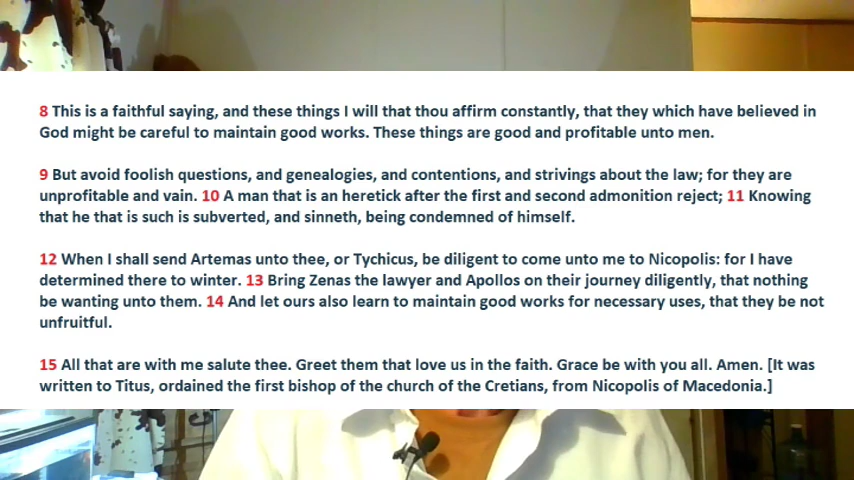 8 This is a faithful saying, and these things I will that thou affirm constantly, that they which have believed in
God might be careful to maintain good works. These things are good and profitable unto men.
9 But avoid foolish questions, and genealogies, and contentions, and strivings about the law; for they are
unprofitable and vain. 10 A man that is an heretick after the first and second admonition reject; 11 Knowing
that he that is such is subverted, and sinneth, being condemned of himself.
12 When I shall send Artemas unto thee, or Tychicus, be diligent to come unto me to Nicopolis: for I have
determined there to winter. 13 Bring Zenas the lawyer and Apollos on their journey diligently, that nothing
be wanting unto them. 14 And let ours also learn to maintain good works for necessary uses, that they be not
unfruitful.
15 All that are with me salute thee. Greet them that love us in the faith. Grace be with you all. Amen. [It was
written to Titus, ordained the first bishop of the church of the Cretians, from Nicopolis of Macedonia.]